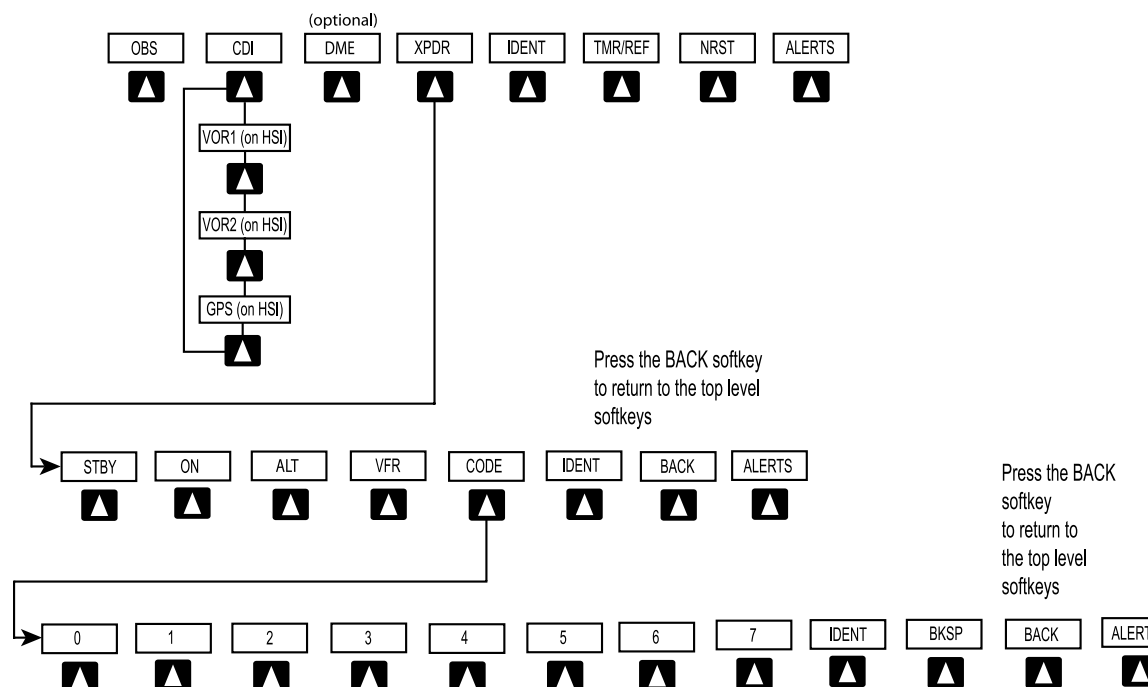 (optional)
OBS CDI DME XPDR IDENT TMR/REF NRST ALERTS
VOR1 (on HSI)
VOR2 (on HSI)
GPS (on HSI)
Press the BACK softkey
to return to the top level
softkeys
STBY ON ALT VFR CODE IDENT BACK ALERTS
Press the BACK
softkey
to return to
the top level
softkeys
0 1 2 3 4 5 6 7 IDENT BKSP BACK ALERT